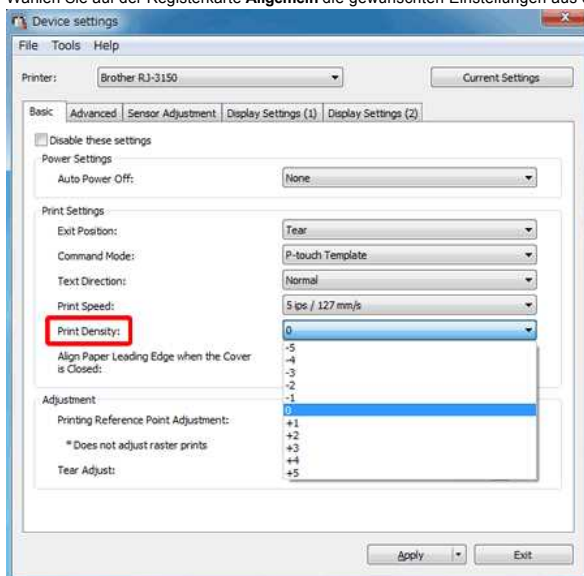 Wählen Sie auf der Registerkarte Allgemein die gewünschten Einstellungen aus
Device settings
File Tools Help
Printer: Brother RJ-3150 Current Settings
Basic Advanced Sensor Adjustment Display Settings (1) Display Settings (2)
Disable these settings
Power Settings
Auto Power Off: None
Print Settings
Exit Position: Tear
Command Mode: P-touch Template
Text Direction: Normal
Print Speed: 5 ips / 127 mm/s
Print Density: 0
-5
-4
Align Paper Leading Edge when the Cover
is Closed:
-3
-2
-1
0
+1
+2
+3
+4
+5
Adjustment
Printing Reference Point Adjustment:
*Does not adjust raster prints
Tear Adjust:
Apply Exit